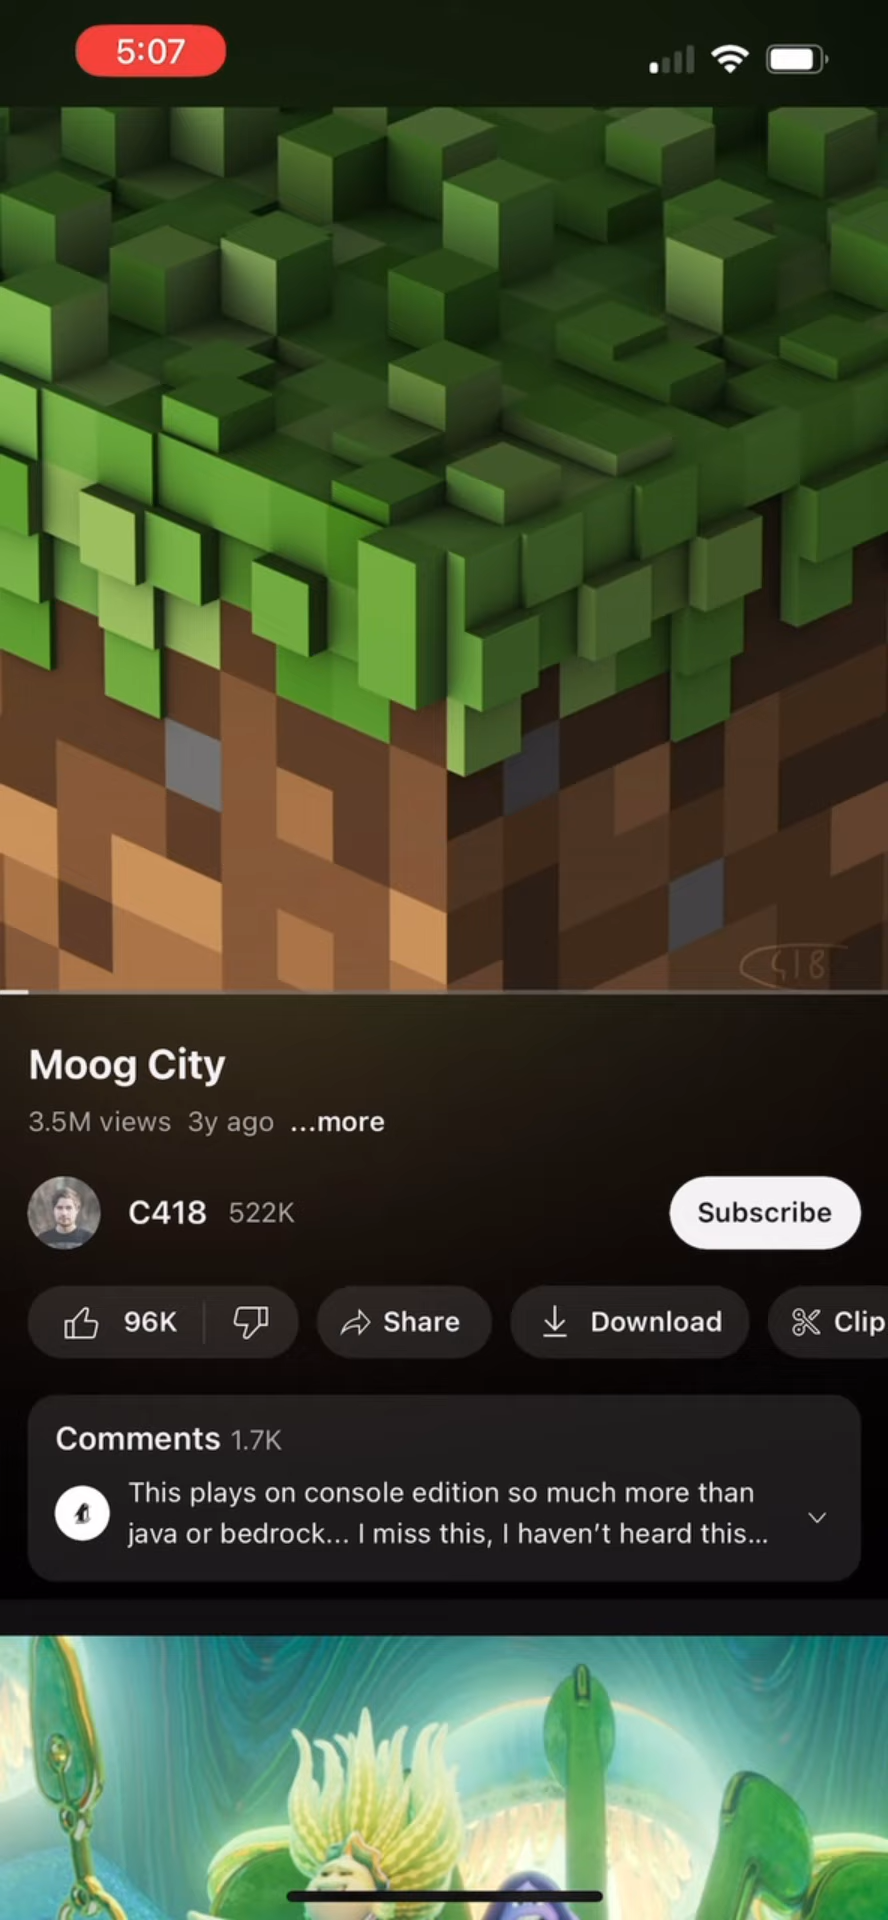 5:07
C418
Moog City
3.5M views 3y ago ...more
C418 522K Subscribe
96K Share Download Clip
Comments 1.7K
This plays on console edition so much more than
java or bedrock... I miss this, I haven't heard this...